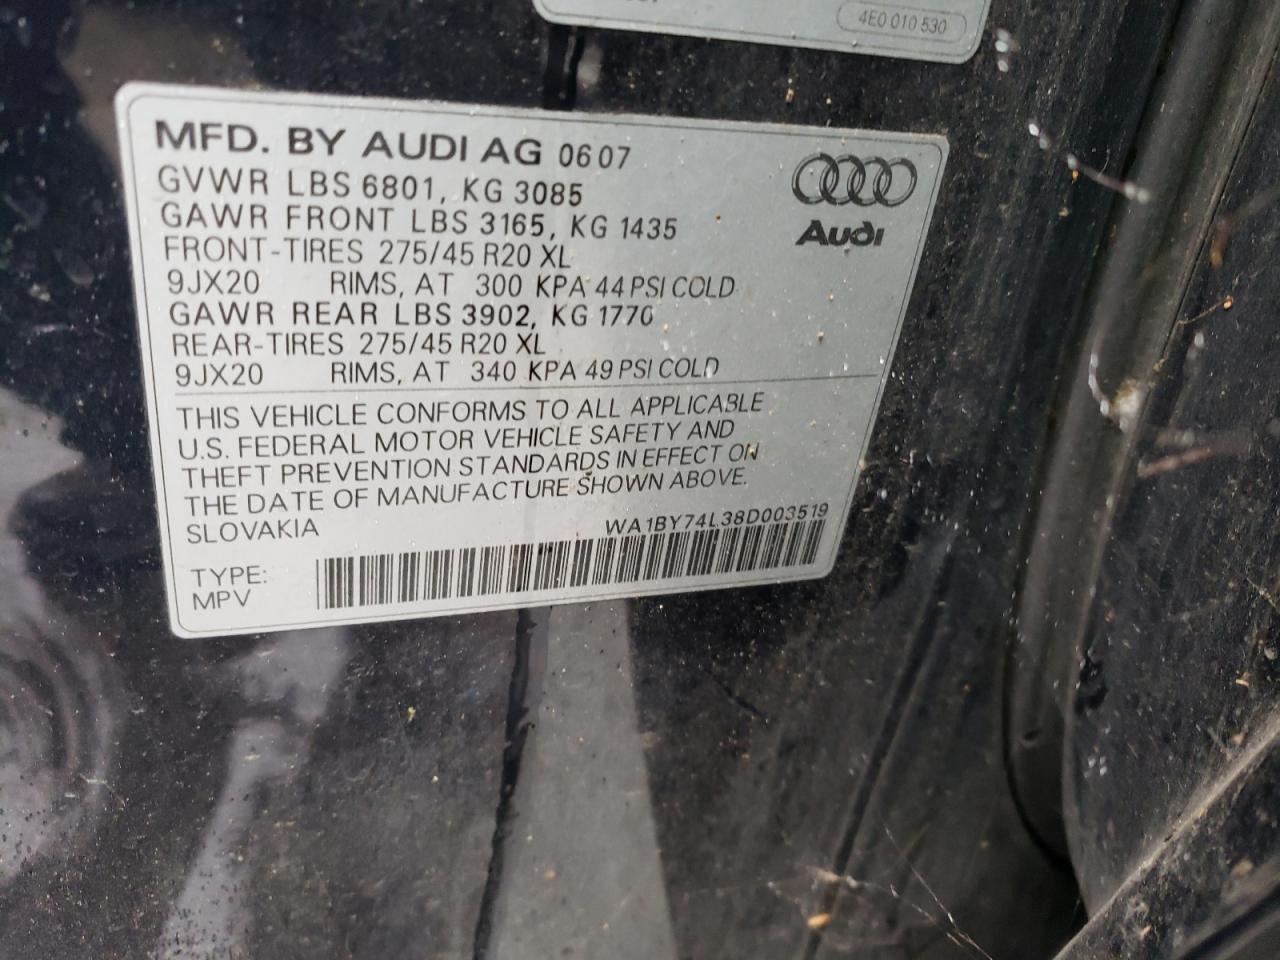 4E0 010 530
MFD. BY AUDI AG 0607
GVWR LBS 6801, KG 3085
GAWR FRONT LBS 3165, KG 1435
FRONT-TIRES 275/45 R20 XL
9JX20 RIMS, AT 300 KPA 44 PSI COLD
GAWR REAR LBS 3902, KG 1770
REAR-TIRES 275/45 R20 XL
9JX20 RIMS, AT 340 KPA 49 PSI COLD
Audi
THIS VEHICLE CONFORMS TO ALL APPLICABLE
U.S. FEDERAL MOTOR VEHICLE SAFETY AND
THEFT PREVENTION STANDARDS IN EFFECT ON
THE DATE OF MANUFACTURE SHOWN ABOVE.
SLOVAKIA
WA1BY74L38D003519
TYPE:
MPV